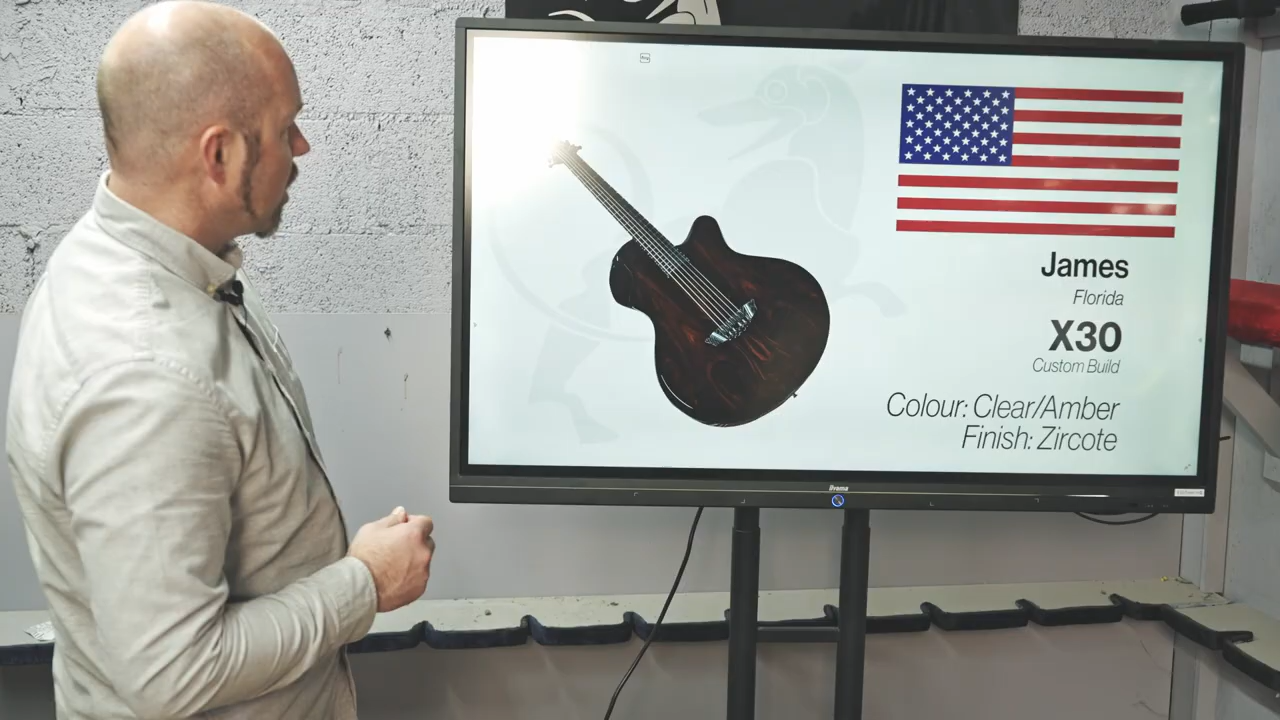 James
Florida
X30
Custom Build
Colour: Clear/Amber
Finish: Zircote
iiyama